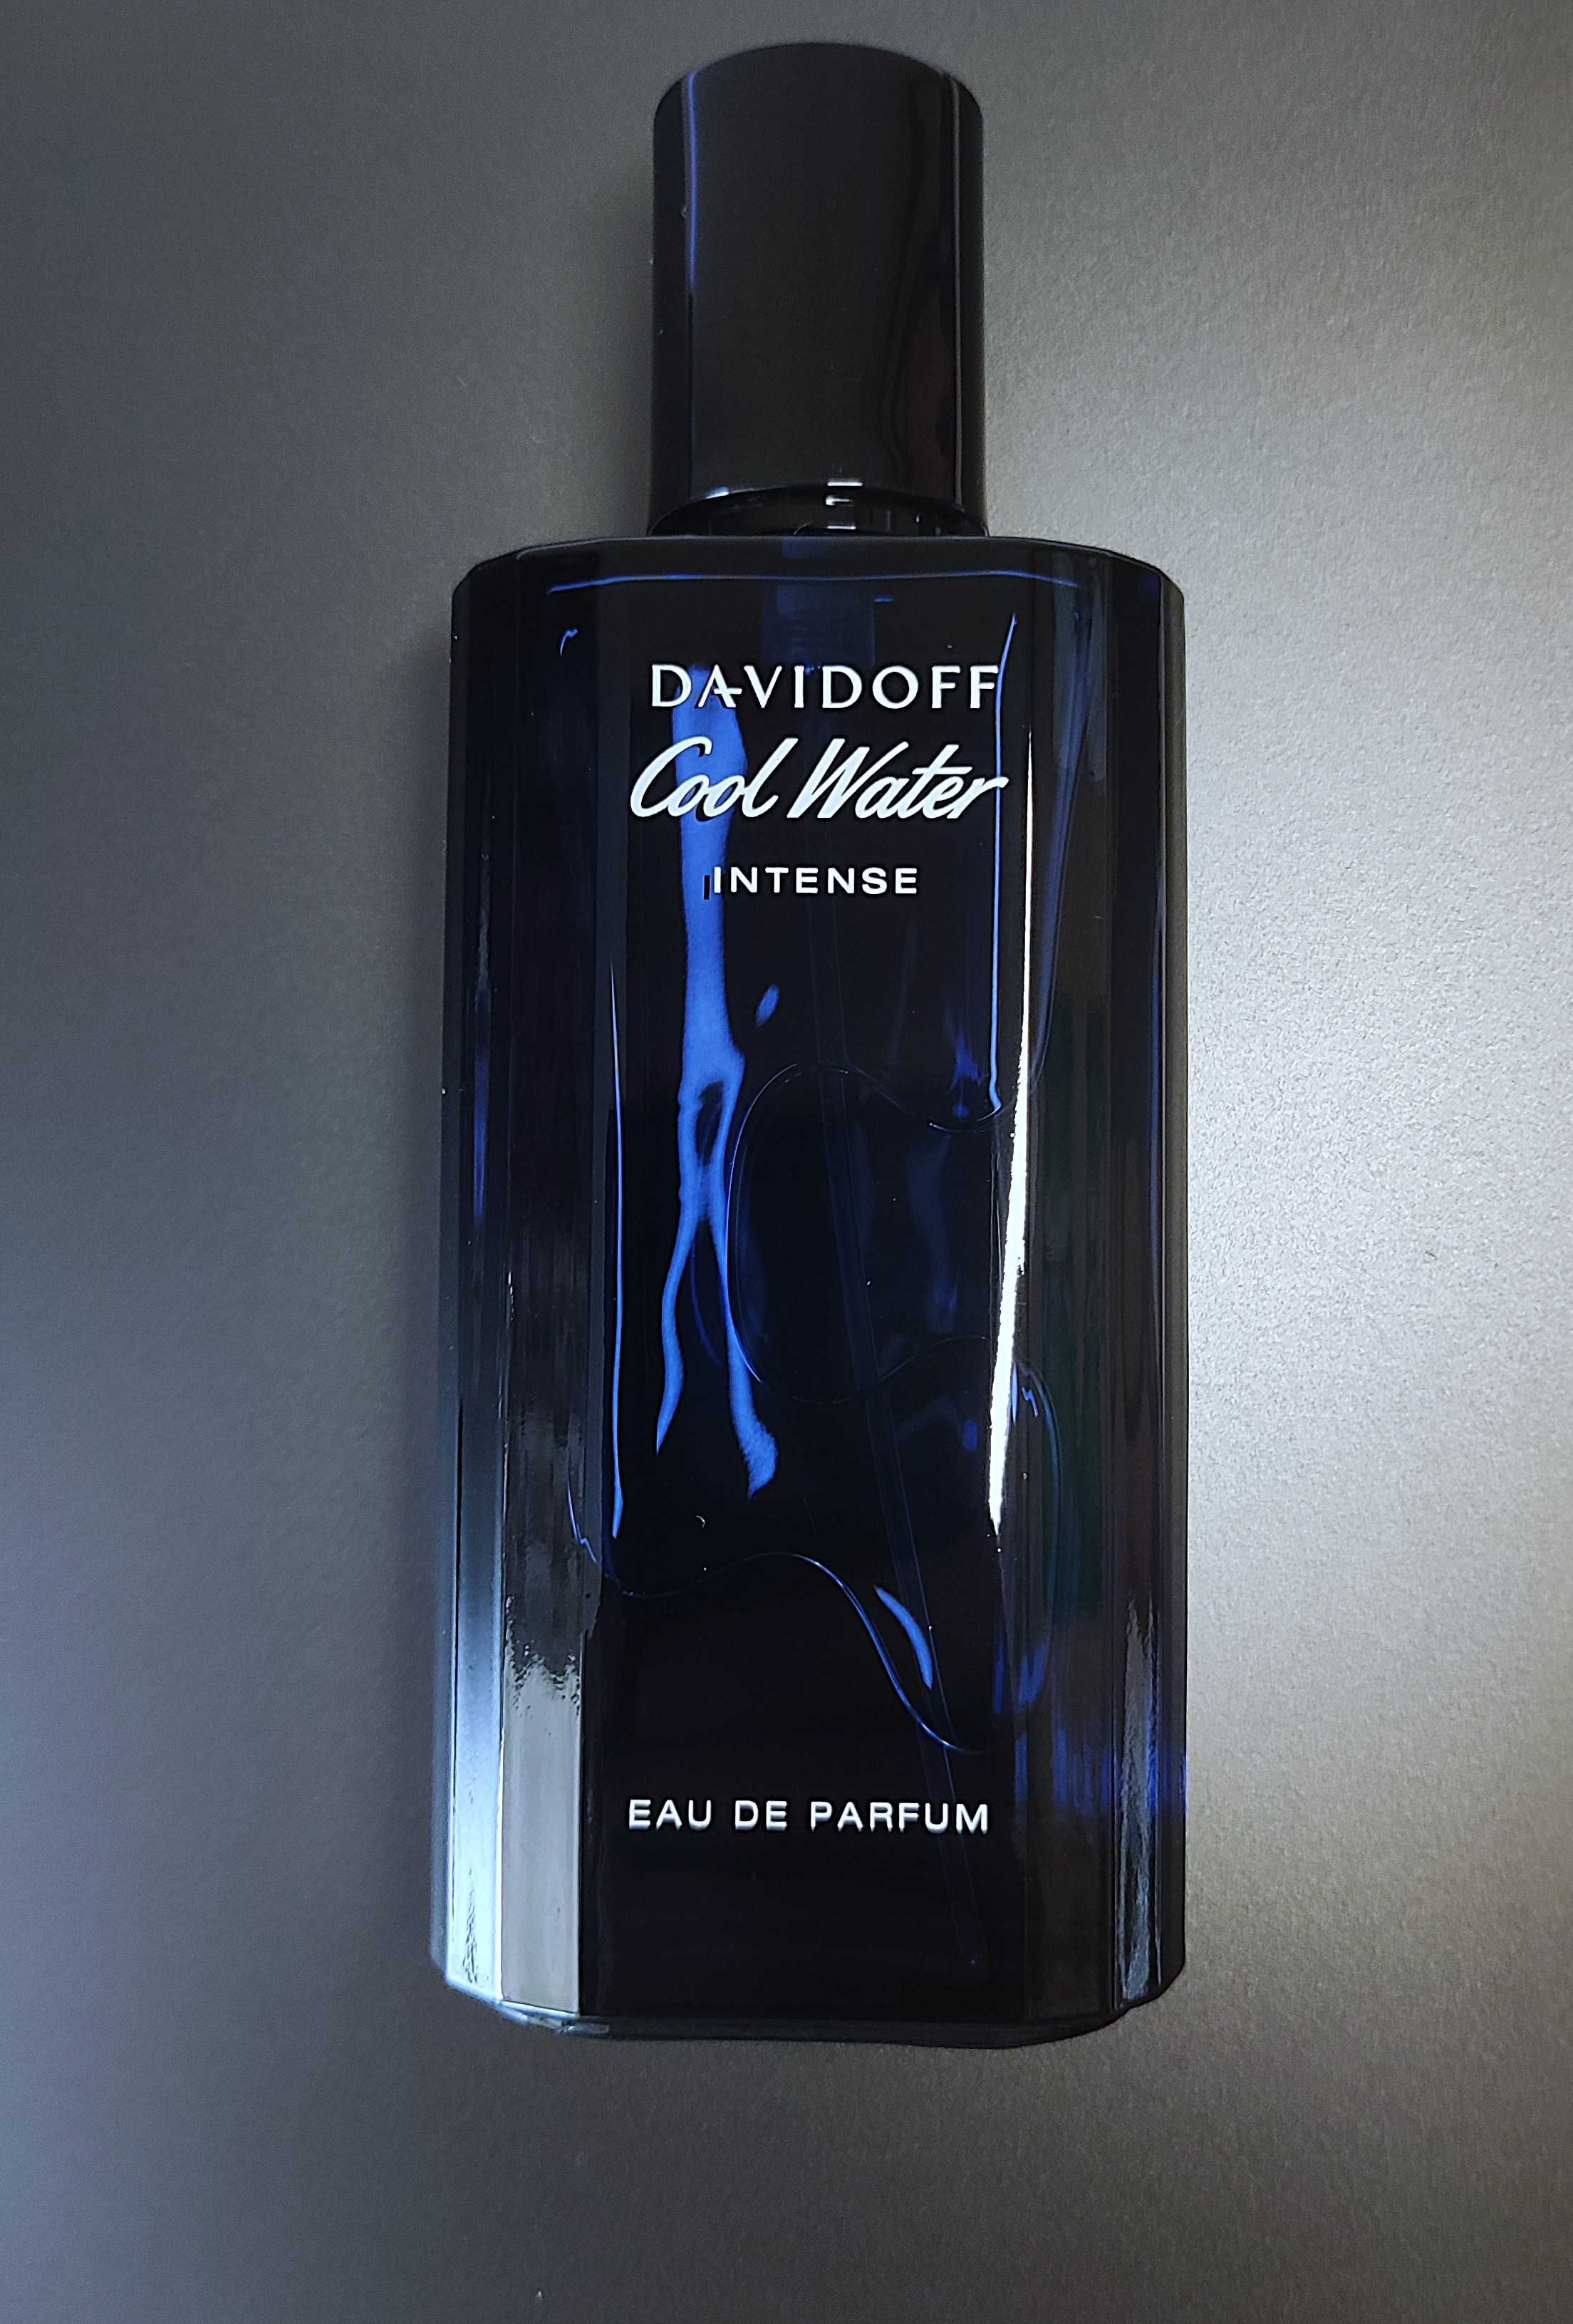 DAVIDOFF
Cool Water
INTENSE
EAU DE PARFUM